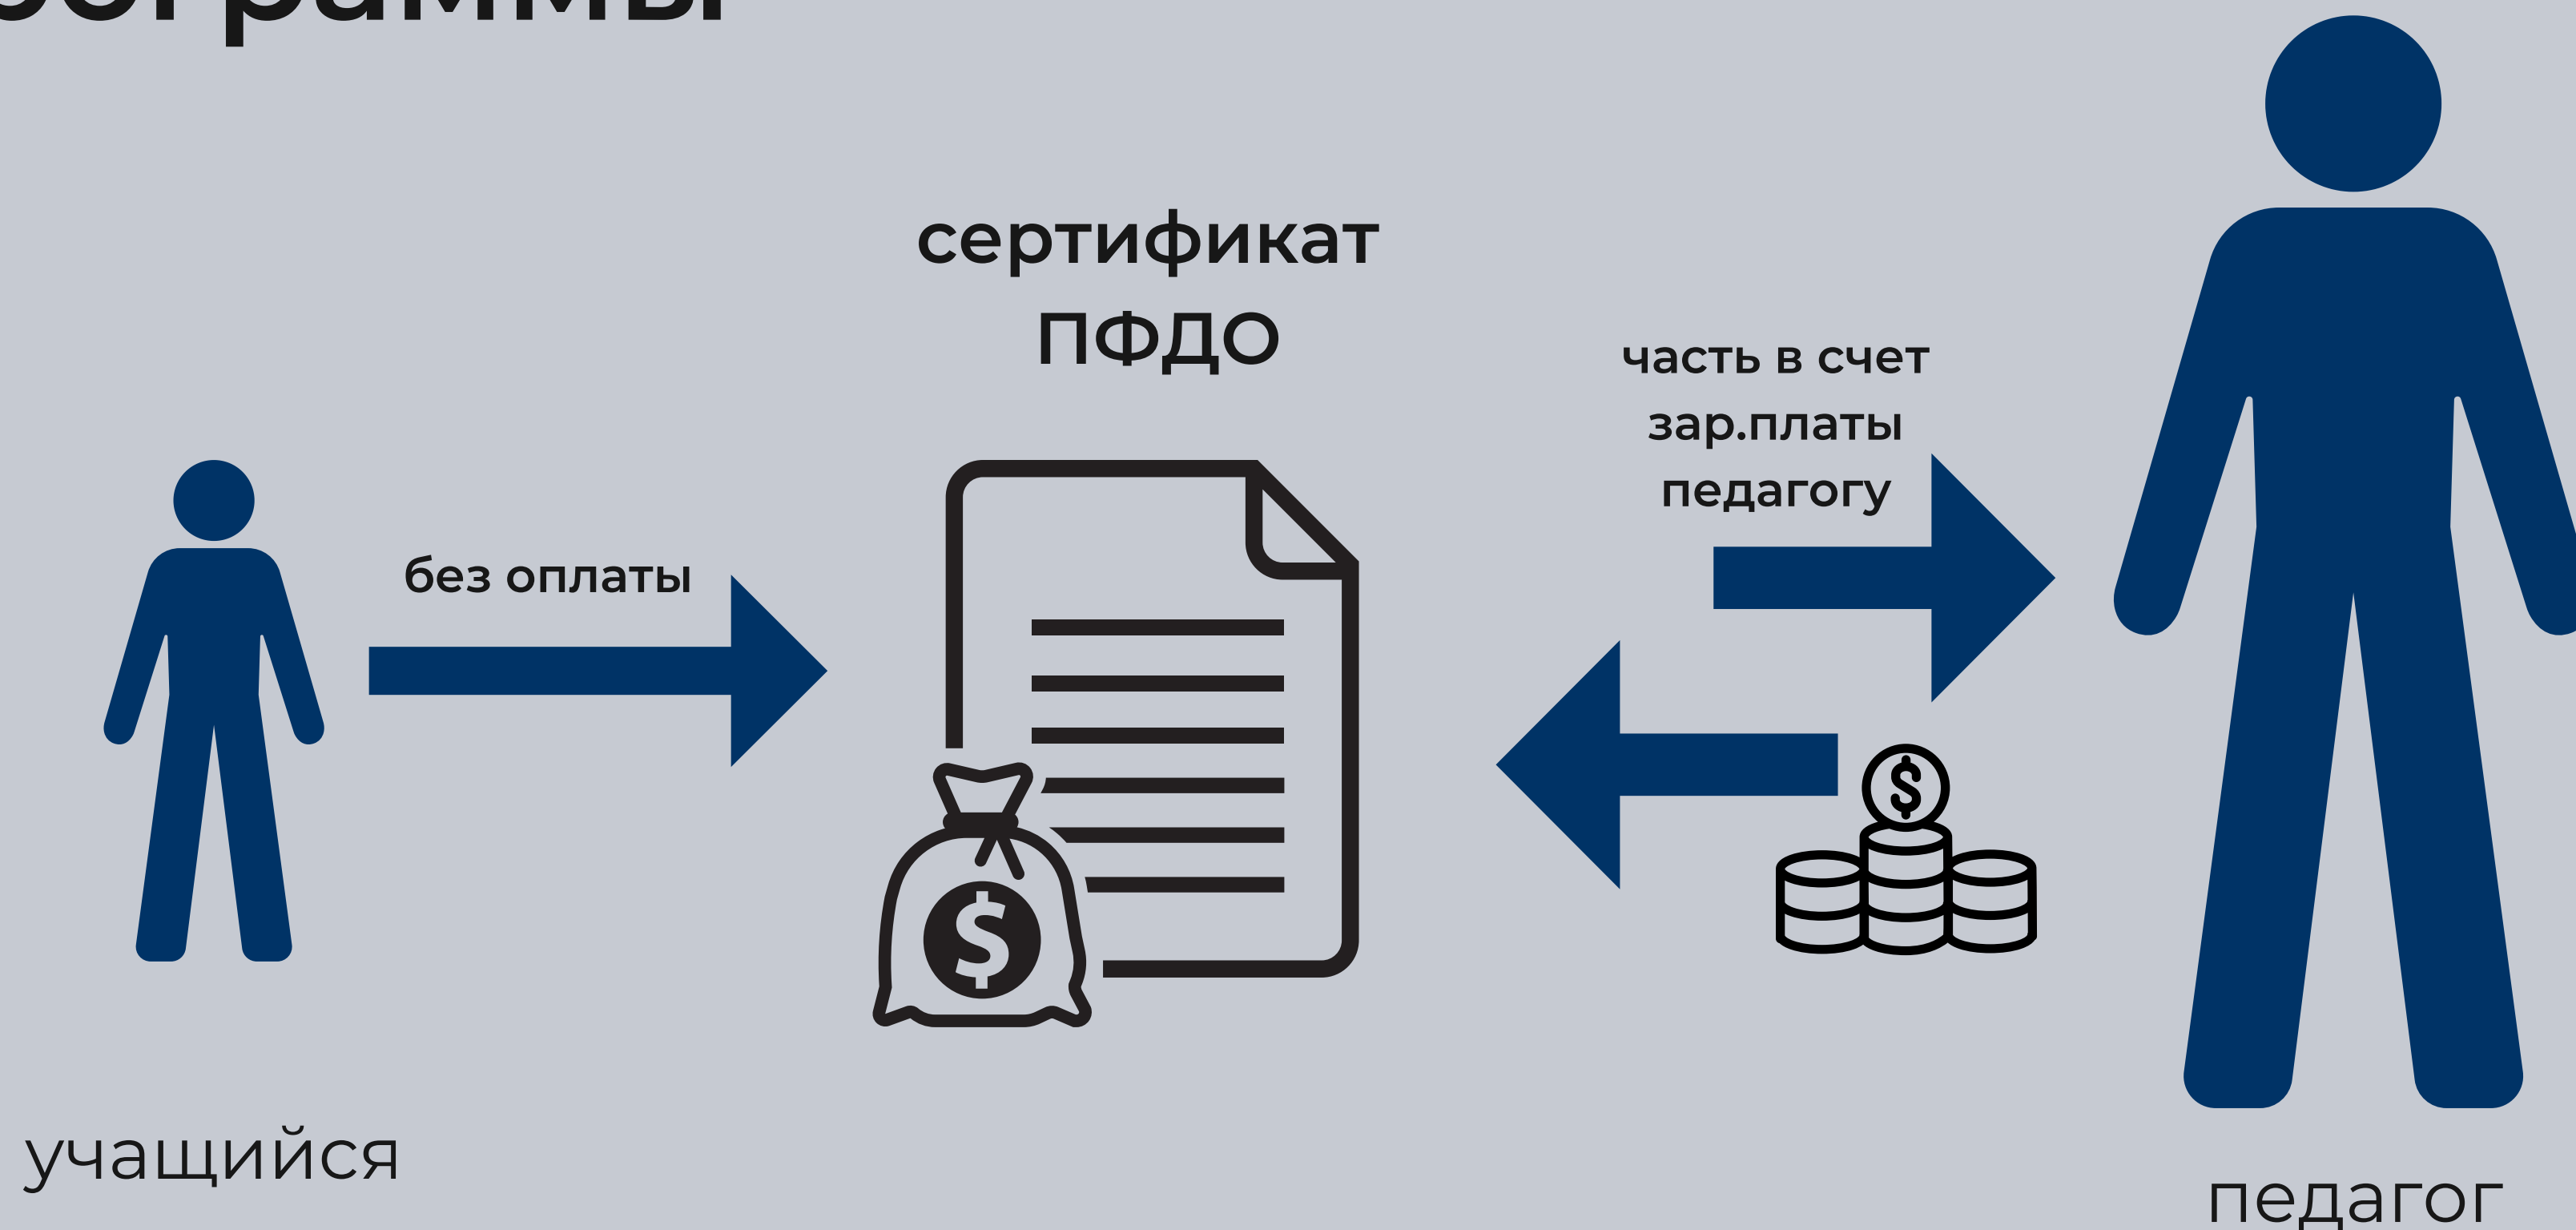 сертификат
ПФДО
часть в счет
зар.платы
педагогу
без оплаты
учащийся
педагог